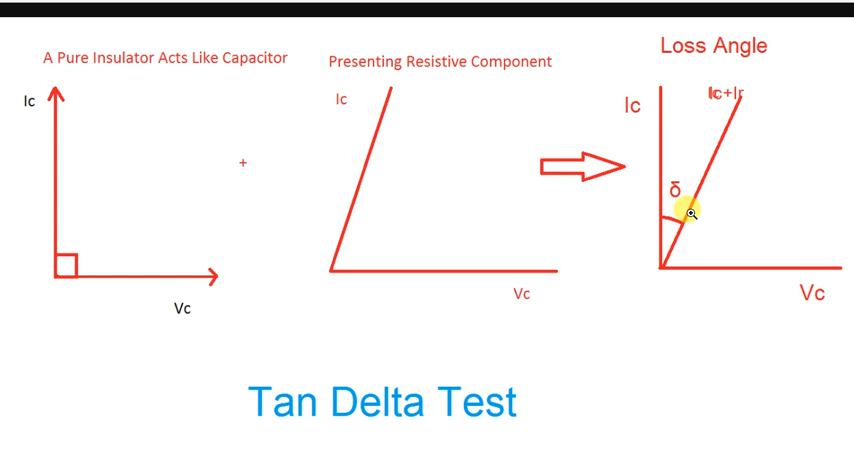 A Pure Insulator Acts Like Capacitor
Ic
Vc
+
Presenting Resistive Component
Ic
Vc
Loss Angle
Ic
Ic+Ir
δ
Vc
Tan Delta Test